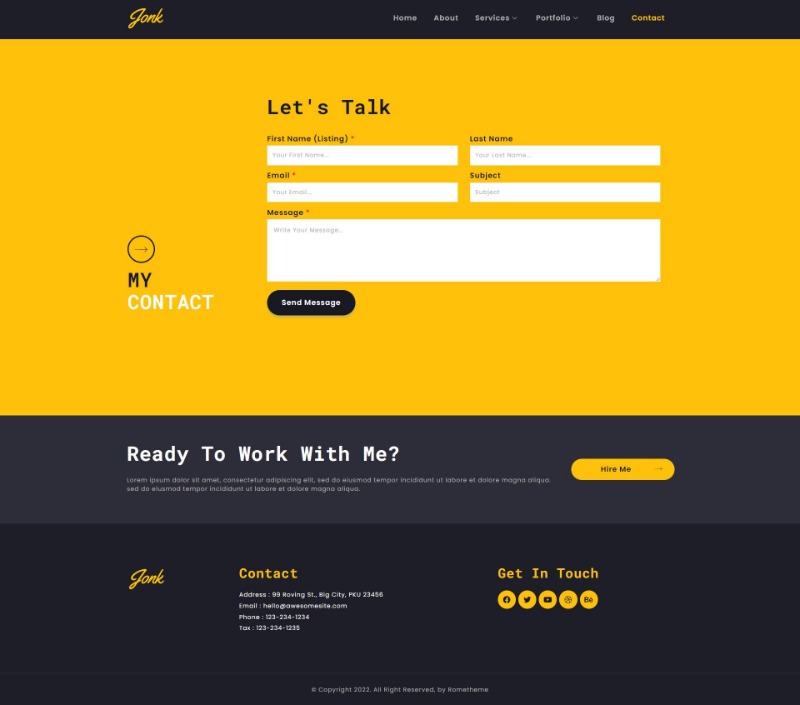 Jonk
Home About Services Portfolio Blog Contact
Let's Talk
First Name (Listing) * Last Name
Your First Name... Your Last Name...
Email * Subject
Your Email... Subject
Message *
Write Your Message...
MY
CONTACT
Send Message
Ready To Work With Me?
Lorem ipsum dolor sit amet, consectetur adipiscing elit, sed do eiusmod tempor incididunt ut labore et dolore magna aliqua.
sed do eiusmod tempor incididunt ut labore et dolore magna aliqua.
Hire Me
Jonk
Contact
Address : 99 Roving St., Big City, PKU 23456
Email : hello@awesomesite.com
Phone : 123-234-1234
Tax : 123-234-1235
Get In Touch
Bē
© Copyright 2022. All Right Reserved, by Rometheme